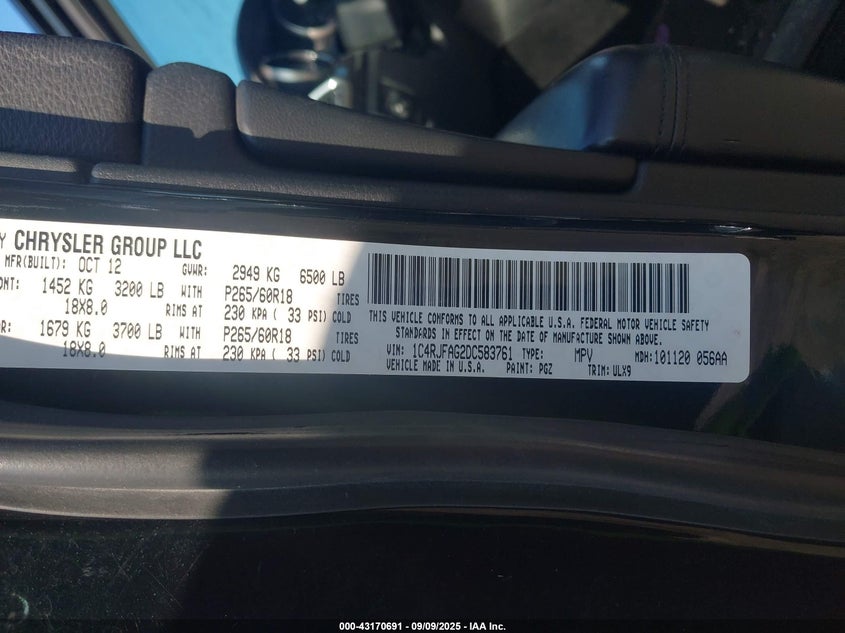 Y CHRYSLER GROUP LLC
MFR(BUILT): OCT 12 GVWR: 2949 KG 6500 LB
ONT: 1452 KG 3200 LB WITH P265/60R18 TIRES
18X8.0 RIMS AT 230 KPA ( 33 PSI) COLD
AR: 1679 KG 3700 LB WITH P265/60R18 TIRES
18X8.0 RIMS AT 230 KPA ( 33 PSI) COLD
THIS VEHICLE CONFORMS TO ALL APPLICABLE U.S.A. FEDERAL MOTOR VEHICLE SAFETY
STANDARDS IN EFFECT ON THE DATE OF MANUFACTURE SHOWN ABOVE.
VIN: 1C4RJFAG2DC583761 TYPE: MPV MDH: 101120 056AA
VEHICLE MADE IN U.S.A. PAINT: PGZ TRIM: ULX9
000-43170691 - 09/09/2025 - IAA Inc.